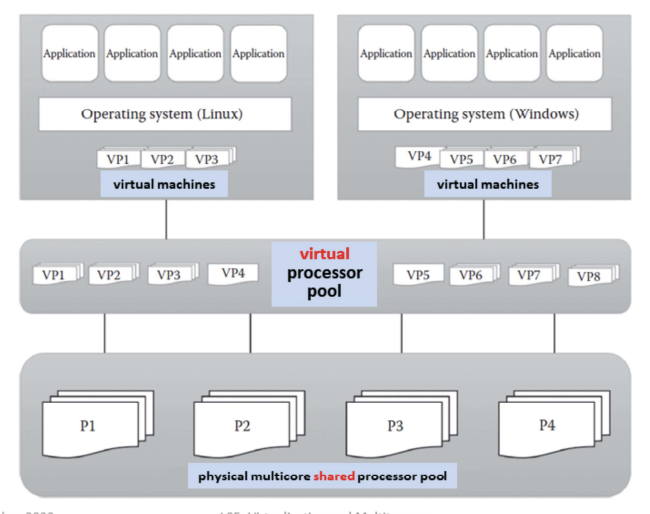 Application Application Application Application
Operating system (Linux)
VP1 VP2 VP3
virtual machines
Application Application Application Application
Operating system (Windows)
VP4 VP5 VP6 VP7
virtual machines
VP1 VP2 VP3 VP4
virtual
processor
pool
VP5 VP6 VP7 VP8
P1 P2 P3 P4
physical multicore shared processor pool